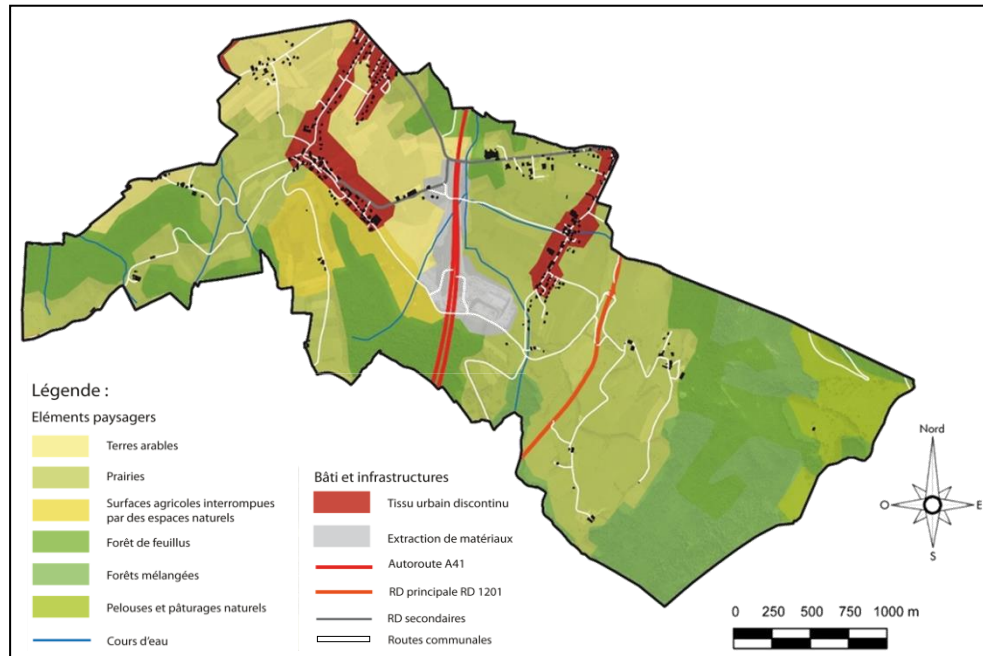 Légende :
Eléments paysagers
Terres arables
Prairies
Surfaces agricoles interrompues
par des espaces naturels
Forêt de feuillus
Forêts mélangées
Pelouses et pâturages naturels
Cours d'eau
Bâti et infrastructures
Tissu urbain discontinu
Extraction de matériaux
Autoroute A41
RD principale RD 1201
RD secondaires
Routes communales
Nord
O
E
S
0 250 500 750 1000 m